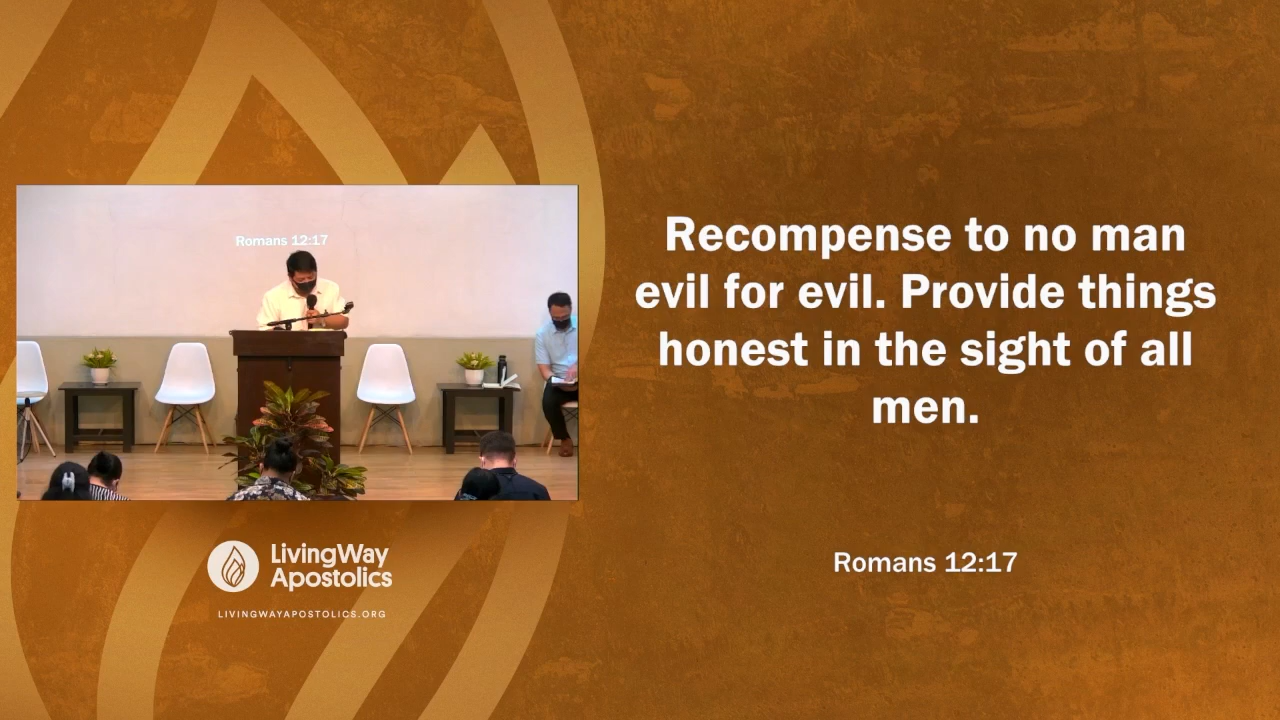 Romans 12:17
Recompense to no man
evil for evil. Provide things
honest in the sight of all
men.
Romans 12:17
LivingWay
Apostolics
LIVINGWAYAPOSTOLICS.ORG